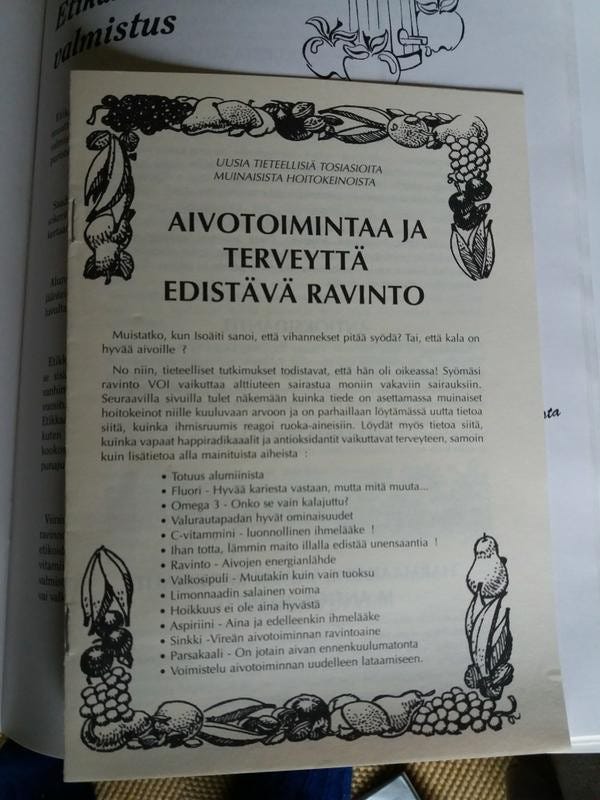 valmistus
UUSIA TIETEELLISIÄ TOSIASIOITA
MUINAISISTA HOITOKEINOISTA
AIVOTOIMINTAA JA
TERVEYTTÄ
EDISTÄVÄ RAVINTO
Muistatko, kun Isoäiti sanoi, että vihannekset pitää syödä? Tai, että kala on
hyvää aivoille ?
No niin, tieteelliset tutkimukset todistavat, että hän oli oikeassa! Syömäsi
ravinto VOI vaikuttaa alttiuteen sairastua moniin vakaviin sairauksiin.
Seuraavilla sivuilla tulet näkemään kuinka tiede on asettamassa muinaiset
hoitokeinot niille kuuluvaan arvoon ja on parhaillaan löytämässä uutta tietoa
siitä, kuinka ihmisruumis reagoi ruoka-aineisiin. Löydät myös tietoa siitä,
kuinka vapaat happiradikaaalit ja antioksidantit vaikuttavat terveyteen, samoin
kuin lisätietoa alla mainituista aiheista :
• Totuus alumiinista
• Fluori - Hyvää kariesta vastaan, mutta mitä muuta...
• Omega 3 - Onko se vain kalajuttu?
• Valurautapadan hyvät ominaisuudet
• C-vitammini - luonnollinen ihmelääke !
• Ihan totta, lämmin maito illalla edistää unensaantia !
• Ravinto - Aivojen energianlähde
• Valkosipuli - Muutakin kuin vain tuoksu
• Limonnaadin salainen voima
• Hoikkuus ei ole aina hyvästä
• Aspiriini - Aina ja edelleenkin ihmelääke
• Sinkki -Vireän aivotoiminnan ravintoaine
• Parsakaali - On jotain aivan ennenkuulumatonta
• Voimistelu aivotoiminnan uudelleen lataamiseen.